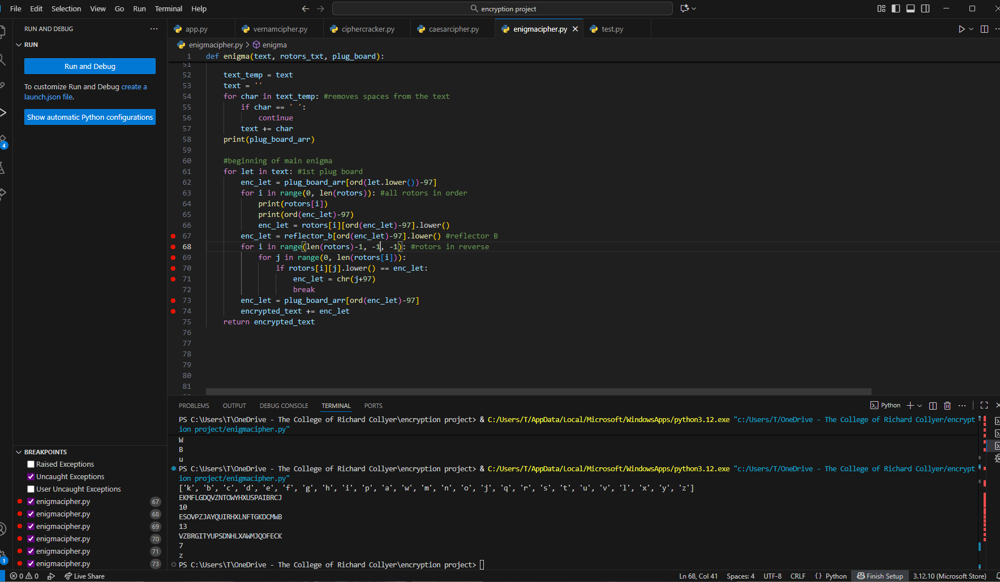 File Edit Selection View Go Run Terminal Help
encryption project
RUN AND DEBUG ···
RUN
Run and Debug
To customize Run and Debug create a
launch.json file.
Show automatic Python configurations
4
1
app.py vernamcipher.py ciphercracker.py caesarcipher.py enigmacipher.py test.py
enigmacipher.py > enigma
1 def enigma(text, rotors_txt, plug_board):
51
52 text_temp = text
53 text = ''
54 for char in text_temp: #removes spaces from the text
55 if char == ' ':
56 continue
57 text += char
58 print(plug_board_arr)
59
60 #beginning of main enigma
61 for let in text: #1st plug board
62 enc_let = plug_board_arr[ord(let.lower())-97]
63 for i in range(0, len(rotors)): #all rotors in order
64 print(rotors[i])
65 print(ord(enc_let)-97)
66 enc_let = rotors[i][ord(enc_let)-97].lower()
67 enc_let = reflector_b[ord(enc_let)-97].lower() #reflector B
68 for i in range(len(rotors)-1, -1, -1): #rotors in reverse
69 for j in range(0, len(rotors[i])):
70 if rotors[i][j].lower() == enc_let:
71 enc_let = chr(j+97)
72 break
73 enc_let = plug_board_arr[ord(enc_let)-97]
74 encrypted_text += enc_let
75 return encrypted_text
76
77
78
79
80
81
PROBLEMS OUTPUT DEBUG CONSOLE TERMINAL PORTS
Python
PS C:\Users\T\OneDrive - The College of Richard Collyer\encryption project> & C:/Users/T/AppData/Local/Microsoft/WindowsApps/python3.12.exe "c:/Users/T/OneDrive - The College of Richard Collyer/encrypt
ion project/enigmacipher.py"
W
B
u
PS C:\Users\T\OneDrive - The College of Richard Collyer\encryption project> & C:/Users/T/AppData/Local/Microsoft/WindowsApps/python3.12.exe "c:/Users/T/OneDrive - The College of Richard Collyer/encrypt
ion project/enigmacipher.py"
['k', 'b', 'c', 'd', 'e', 'f', 'g', 'h', 'i', 'p', 'a', 'w', 'm', 'n', 'o', 'j', 'q', 'r', 's', 't', 'u', 'v', 'l', 'x', 'y', 'z']
EKMFLGDQVZNTOWYHXUSPAIBRCJ
10
ESOVPZJAYQUIRHXLNFTGKDCMWB
13
VZBRGITYUPSDNHLXAWMJQOFECK
7
z
PS C:\Users\T\OneDrive - The College of Richard Collyer\encryption project>
BREAKPOINTS
Raised Exceptions
Uncaught Exceptions
User Uncaught Exceptions
enigmacipher.py 67
enigmacipher.py 68
enigmacipher.py 69
enigmacipher.py 70
enigmacipher.py 71
enigmacipher.py 73
0 0 Live Share Ln 68, Col 41 Spaces: 4 UTF-8 CRLF {} Python Finish Setup 3.12.10 (Microsoft Store)